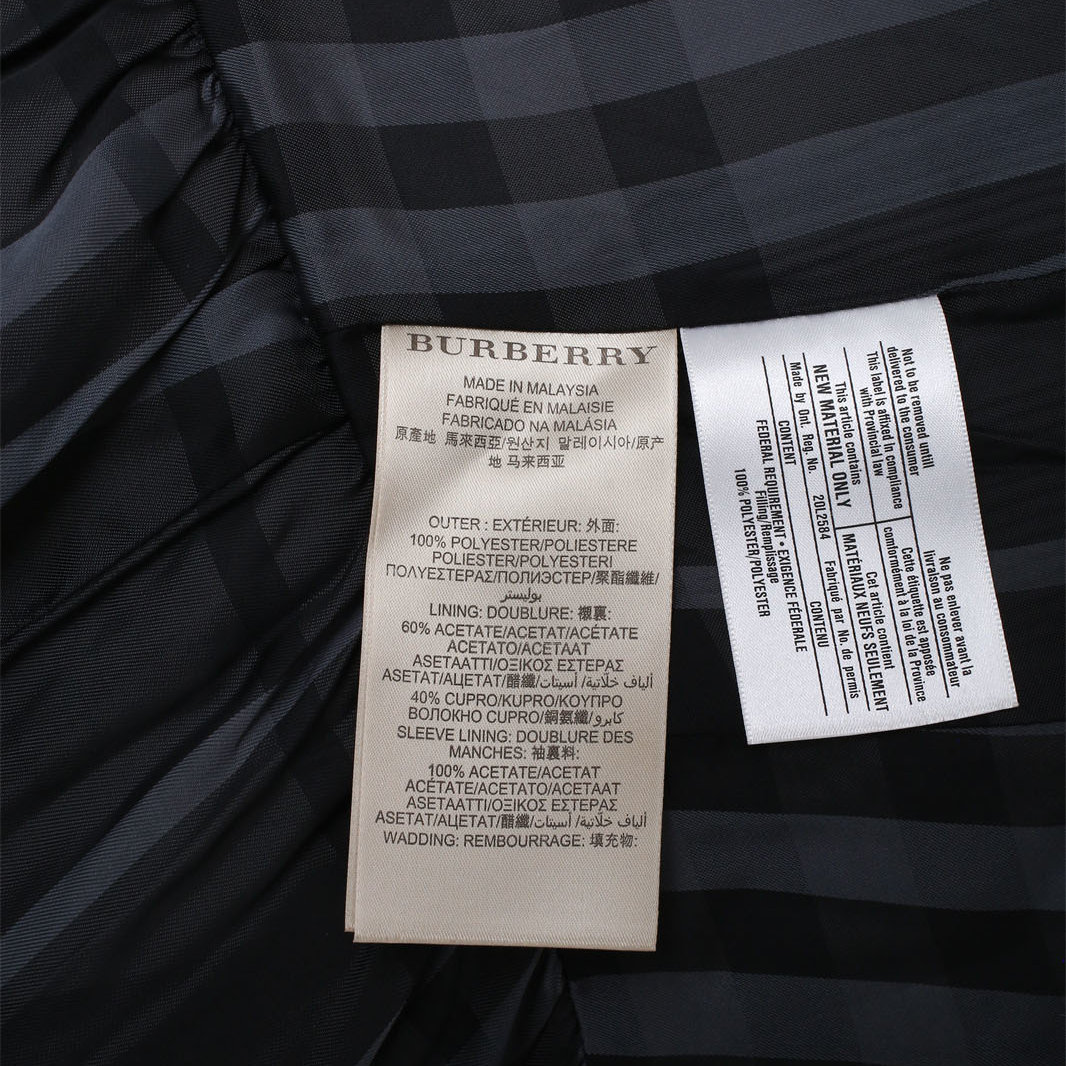 BURBERRY
MADE IN MALAYSIA
FABRIQUÉ EN MALAISIE
FABRICADO NA MALÁSIA
原產地 馬來西亞/원산지 말레이시아/原产
地 马来西亚
OUTER : EXTÉRIEUR: 外面:
100% POLYESTER/POLIESTERE
POLIESTER/POLYESTERI
ΠΟΛΥΕΣΤΕΡΑΣ/ПОЛИЭСТЕР/聚酯纖維/
بوليستر
LINING: DOUBLURE: 襯裏:
60% ACETATE/ACETAT/ACÉTATE
ACETATO/ACETAAT
ASETAATTI/ΟΞΙΚΟΣ ΕΣΤΕΡΑΣ
ASETAT/АЦЕТАТ/醋纖/ألياف خلاتية/ أسيتات
40% CUPRO/KUPRO/ΚΟΥΠΡΟ
ВОЛОКНО CUPRO/銅氨纖/كابرو
SLEEVE LINING: DOUBLURE DES
MANCHES: 袖裏料:
100% ACETATE/ACETAT
ACÉTATE/ACETATO/ACETAAT
ASETAATTI/ΟΞΙΚΟΣ ΕΣΤΕΡΑΣ
ASETAT/АЦЕТАТ/醋纖/ألياف خلاتية/ أسيتات
WADDING: REMBOURRAGE: 填充物:
Not to be removed untill
delivered to the consumer
This label is affixed in compliance
with Provincial law
This article contains
NEW MATERIAL ONLY
Made by Ont. Reg. No. 20L2584
CONTENT
Ne pas enlever avant la
livraison au consommateur
Cette étiquette est apposée
conformément à la loi de la Province
Cet article contient
MATÉRIAUX NEUFS SEULEMENT
Fabriqué par No. de permis
CONTENU
FEDERAL REQUIREMENT • EXIGENCE FÉDÉRALE
Filling/Remplissage
100% POLYESTER/POLYESTER